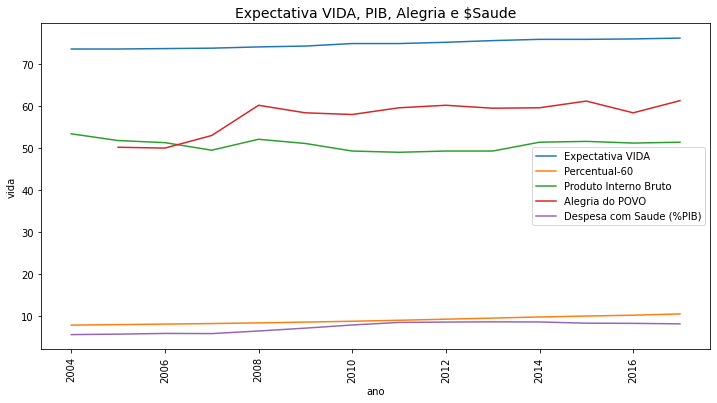 Expectativa VIDA, PIB, Alegria e $Saude
70
60
50
40
30
20
10
vida
Expectativa VIDA
Percentual-60
Produto Interno Bruto
Alegria do POVO
Despesa com Saude (%PIB)
2004
2006
2008
2010
2012
2014
2016
ano